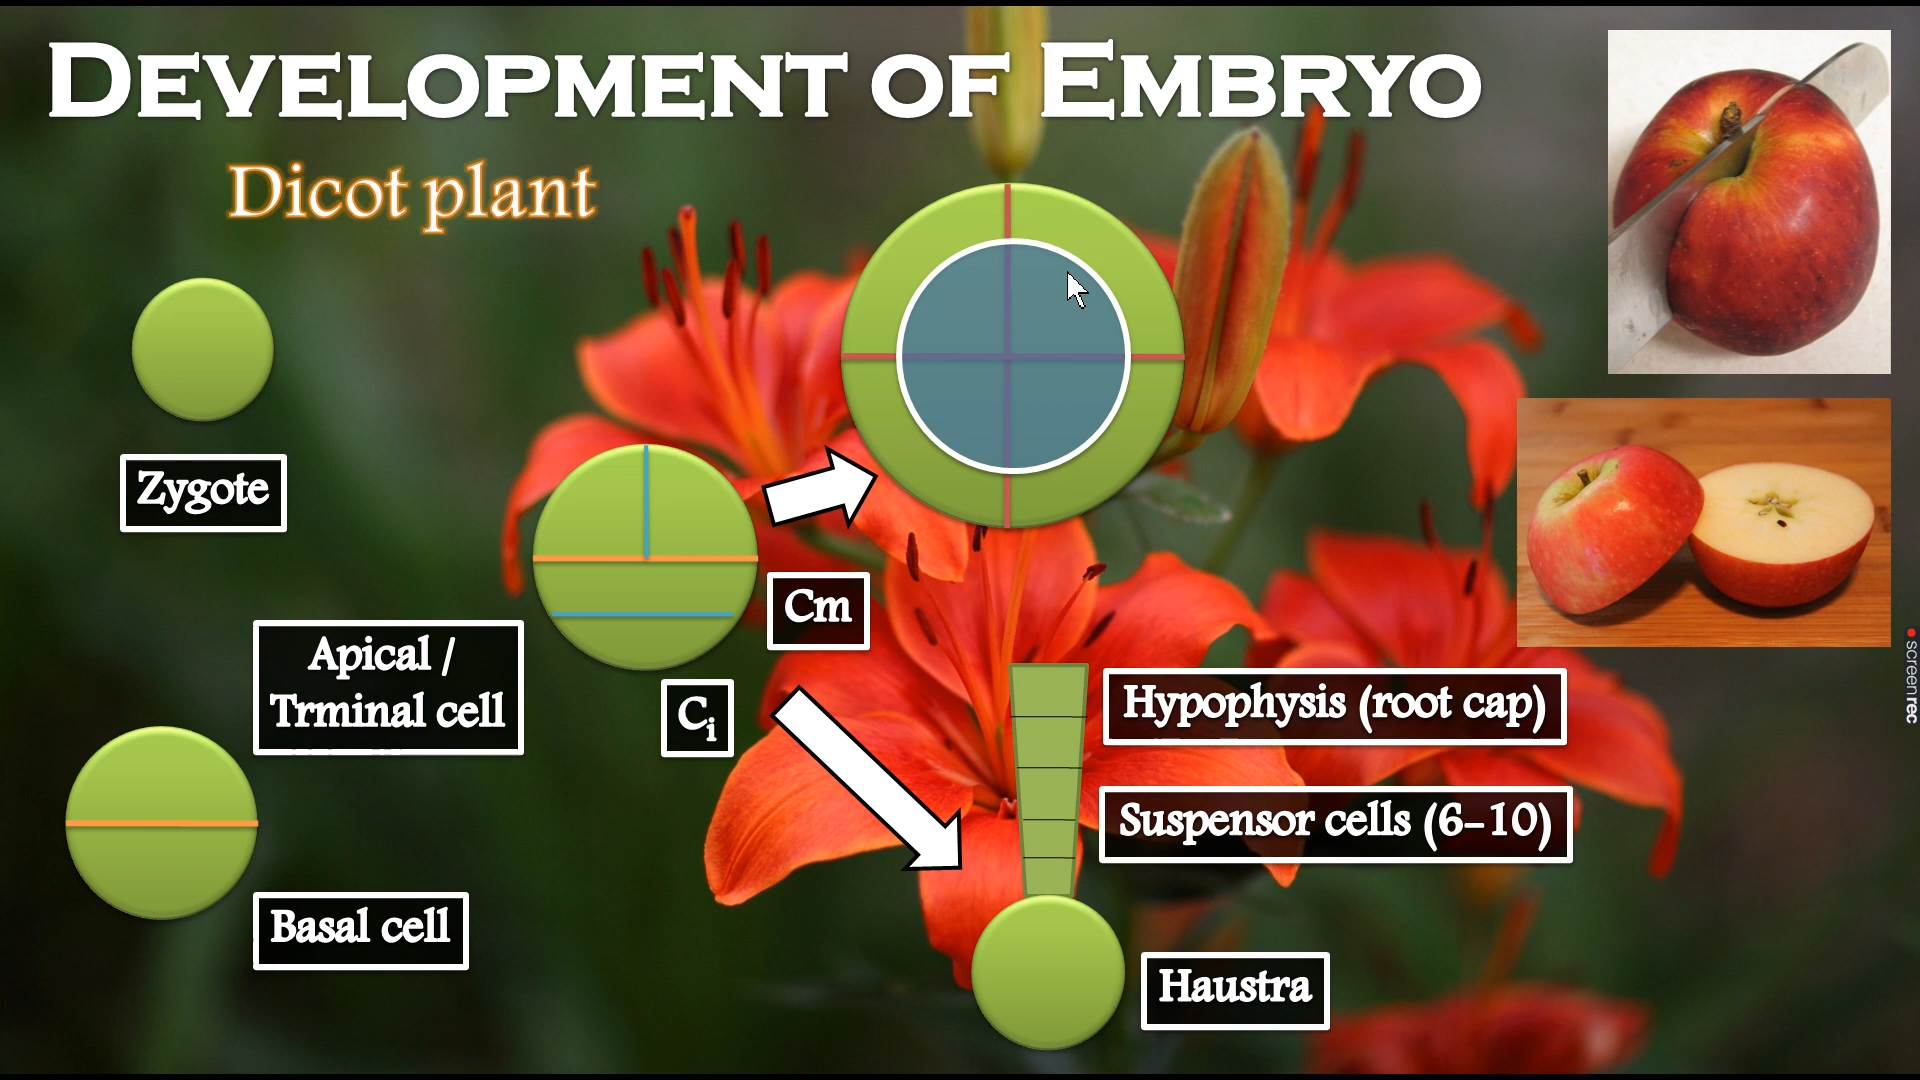 Development of Embryo
Dicot plant
Zygote
Apical /
Trminal cell
Basal cell
Cm
Ci
Hypophysis (root cap)
Suspensor cells (6-10)
Haustra
screenrec